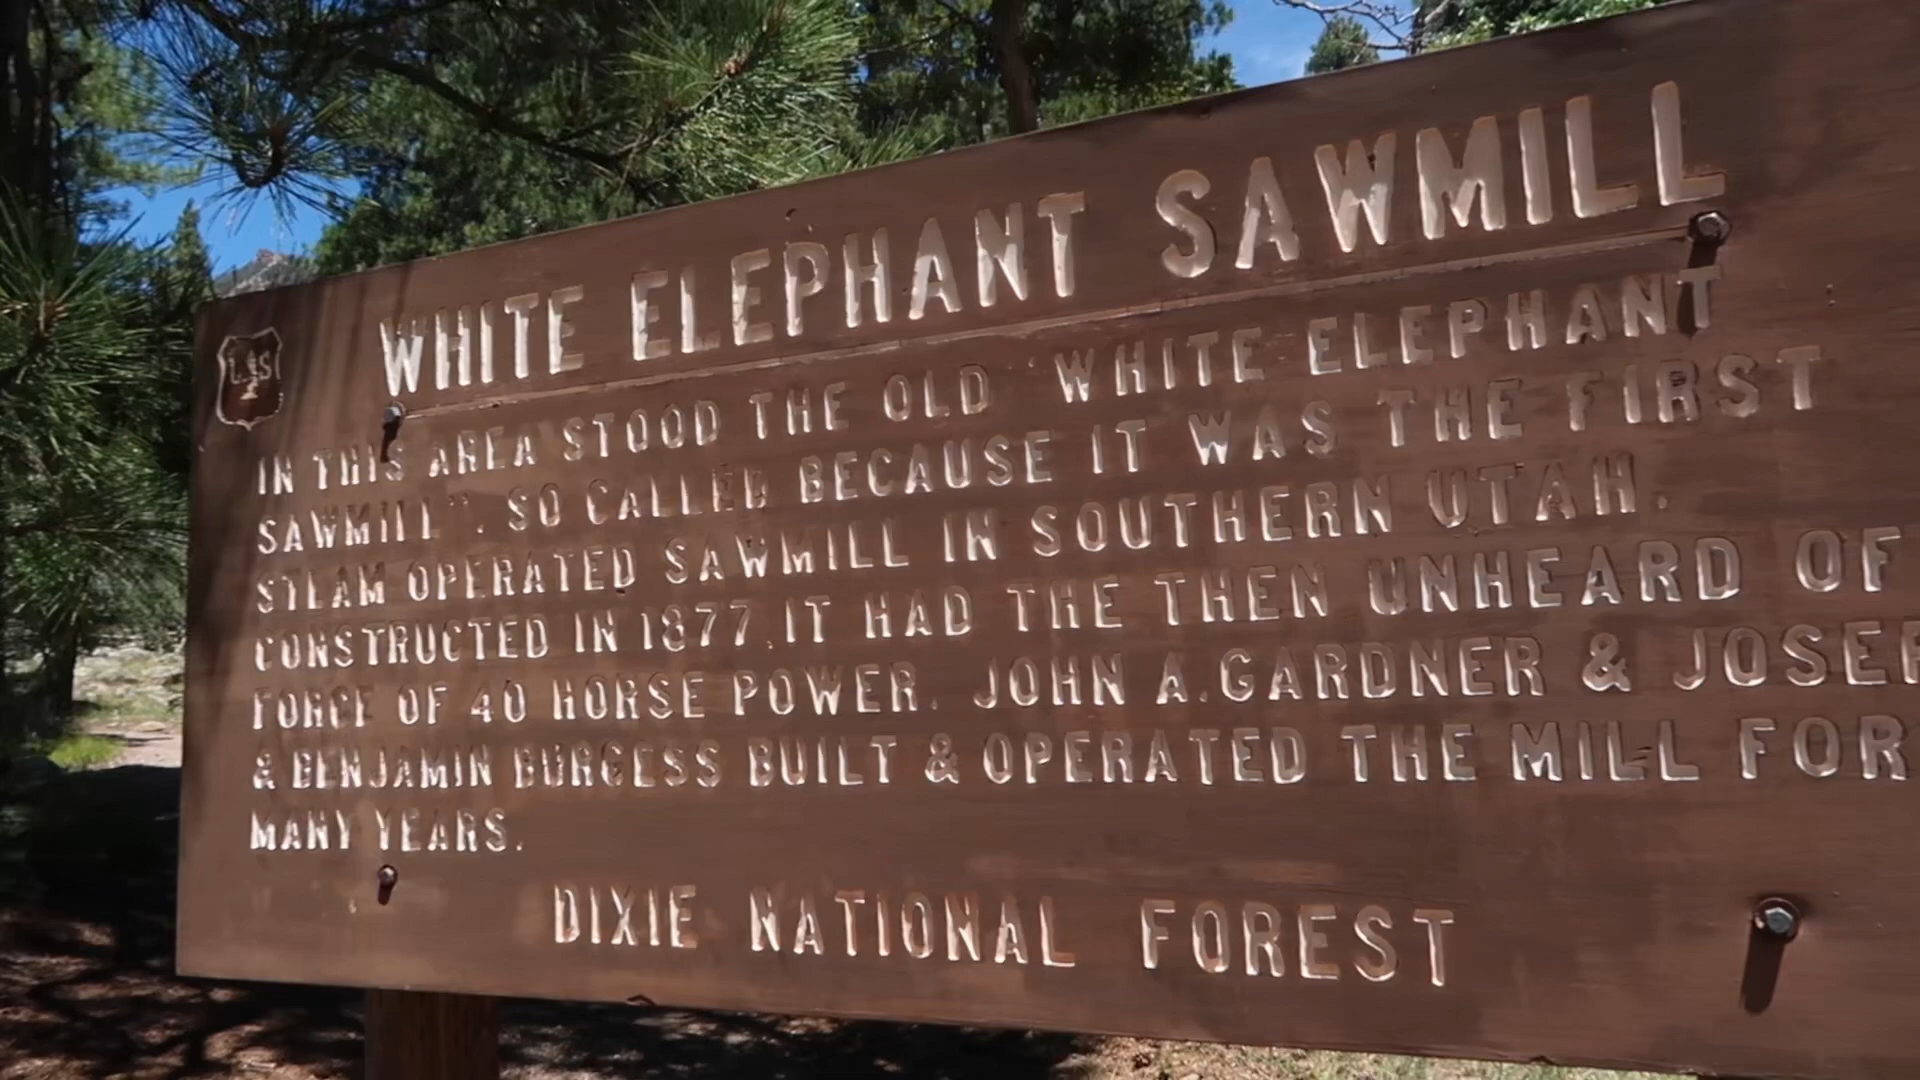 WHITE ELEPHANT SAWMILL
U S
IN THIS AREA STOOD THE OLD "WHITE ELEPHANT
SAWMILL". SO CALLED BECAUSE IT WAS THE FIRST
STEAM OPERATED SAWMILL IN SOUTHERN UTAH.
CONSTRUCTED IN 1877, IT HAD THE THEN UNHEARD OF
FORCE OF 40 HORSE POWER. JOHN A. GARDNER & JOSEP
& BENJAMIN BURGESS BUILT & OPERATED THE MILL FOR
MANY YEARS.
DIXIE NATIONAL FOREST